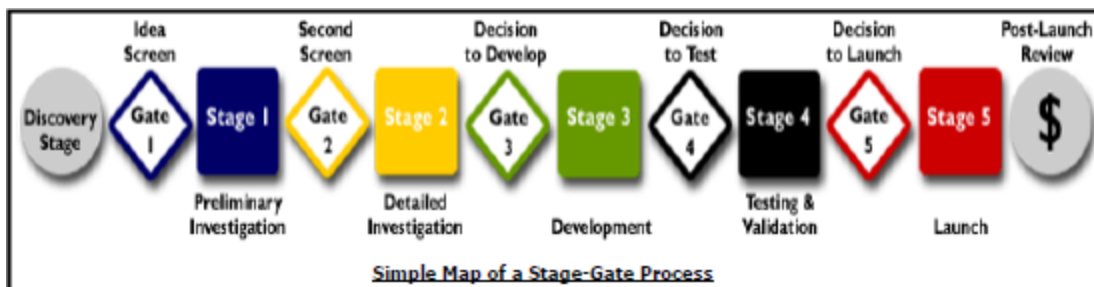 Idea
Screen
Second
Screen
Decision
to Develop
Decision
to Test
Decision
to Launch
Post-Launch
Review
Discovery
Stage
Gate
1
Stage 1
Gate
2
Stage 2
Gate
3
Stage 3
Gate
4
Stage 4
Gate
5
Stage 5
$
Preliminary
Investigation
Detailed
Investigation
Development
Testing &
Validation
Launch
Simple Map of a Stage-Gate Process